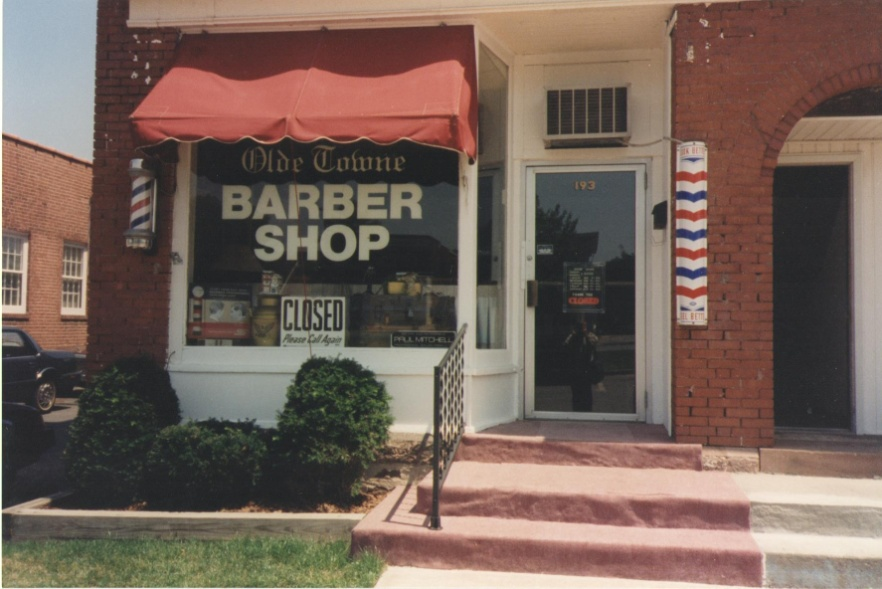 Olde Towne
BARBER
SHOP
CLOSED
Please Call Again
PAUL MITCHELL
193
CLOSED